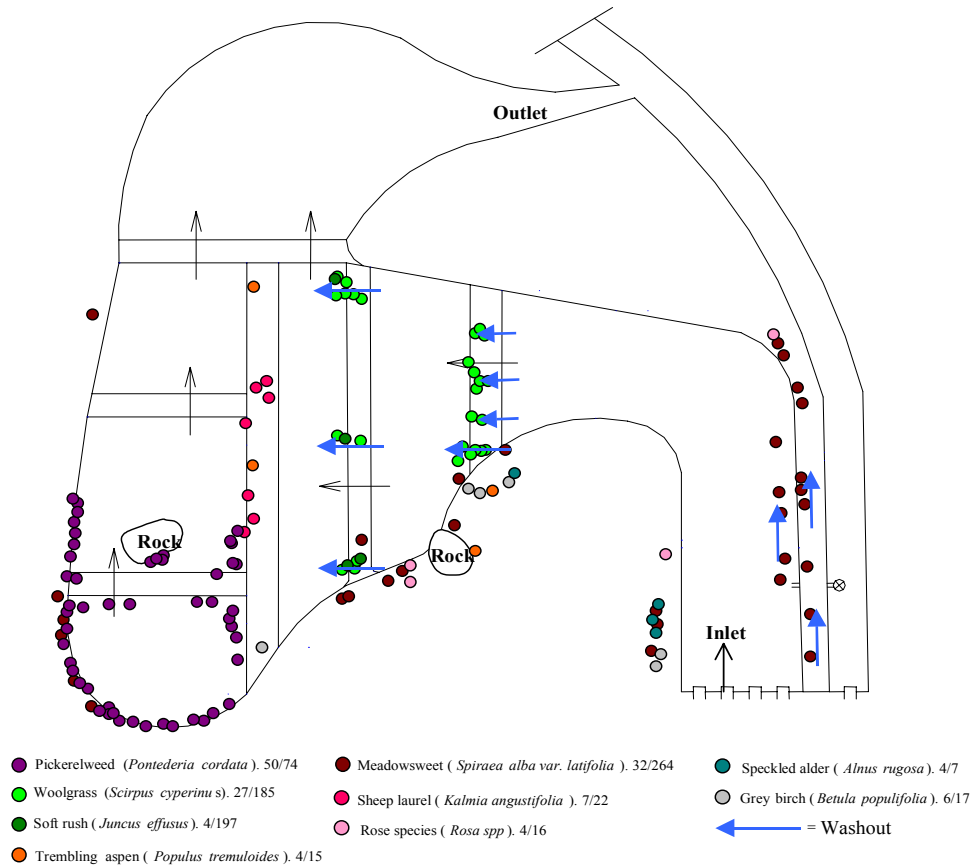 Outlet
Rock
Rock
Inlet
Pickerelweed (Pontederia cordata ). 50/74
Woolgrass (Scirpus cyperinu s). 27/185
Soft rush ( Juncus effusus ). 4/197
Trembling aspen ( Populus tremuloides ). 4/15
Meadowsweet ( Spiraea alba var. latifolia ). 32/264
Sheep laurel ( Kalmia angustifolia ). 7/22
Rose species ( Rosa spp ). 4/16
Speckled alder ( Alnus rugosa ). 4/7
Grey birch ( Betula populifolia ). 6/17
= Washout